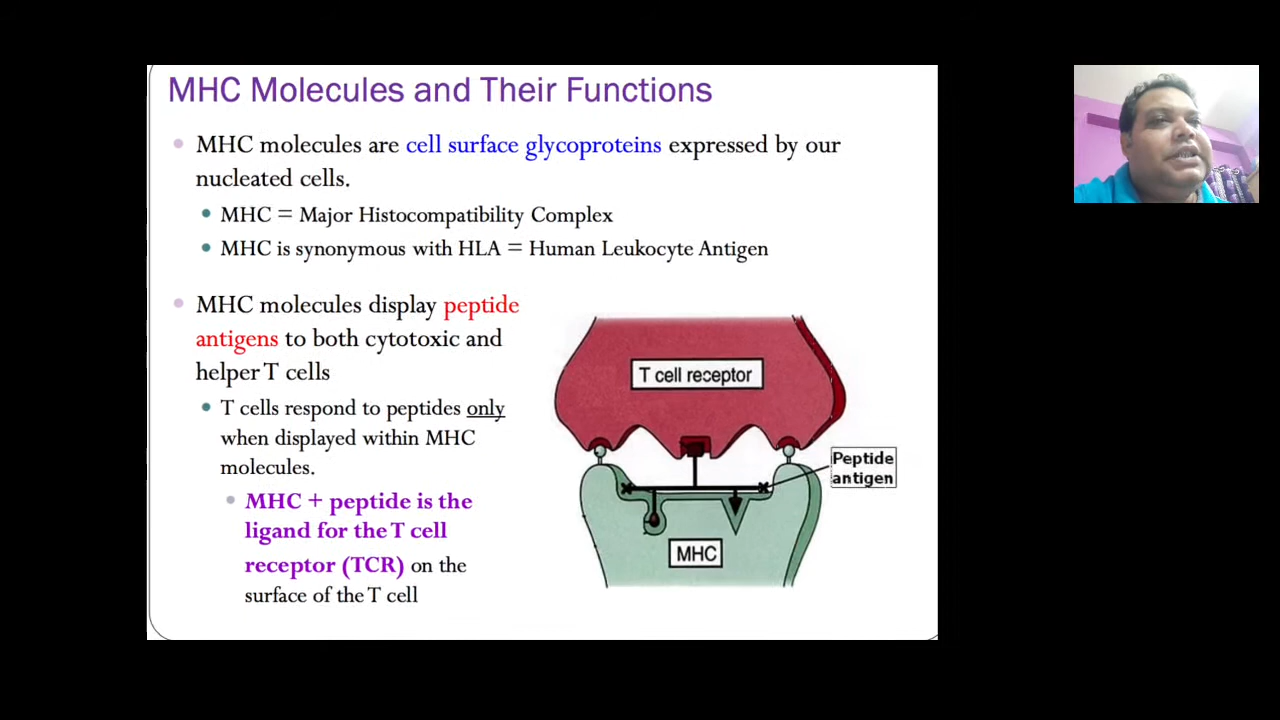 MHC Molecules and Their Functions
MHC molecules are cell surface glycoproteins expressed by our
nucleated cells.
MHC = Major Histocompatibility Complex
MHC is synonymous with HLA = Human Leukocyte Antigen
MHC molecules display peptide
antigens to both cytotoxic and
helper T cells
T cells respond to peptides only
when displayed within MHC
molecules.
MHC + peptide is the
ligand for the T cell
receptor (TCR) on the
surface of the T cell
T cell receptor
Peptide
antigen
MHC